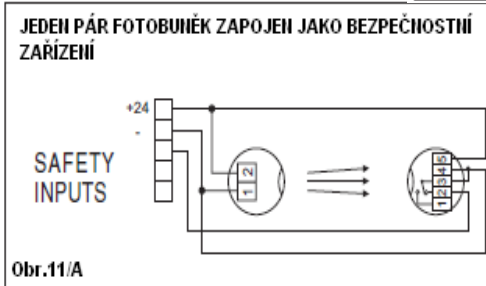 JEDEN PÁR FOTOBUNĚK ZAPOJEN JAKO BEZPEČNOSTNÍ
ZAŘÍZENÍ
+24
-
SAFETY
INPUTS
1 2
1 2 3 4 5
Obr.11/A